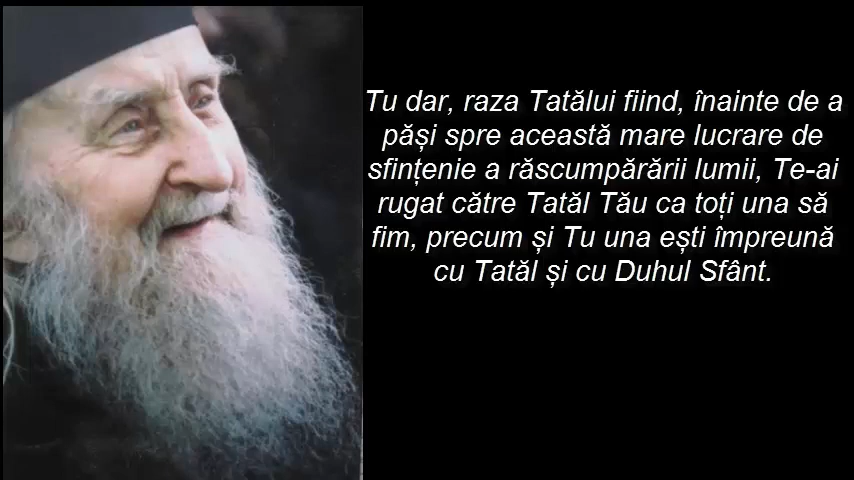 Tu dar, raza Tatălui fiind, înainte de a
păși spre această mare lucrare de
sfințenie a răscumpărării lumii, Te-ai
rugat către Tatăl Tău ca toți una să
fim, precum și Tu una ești împreună
cu Tatăl și cu Duhul Sfânt.